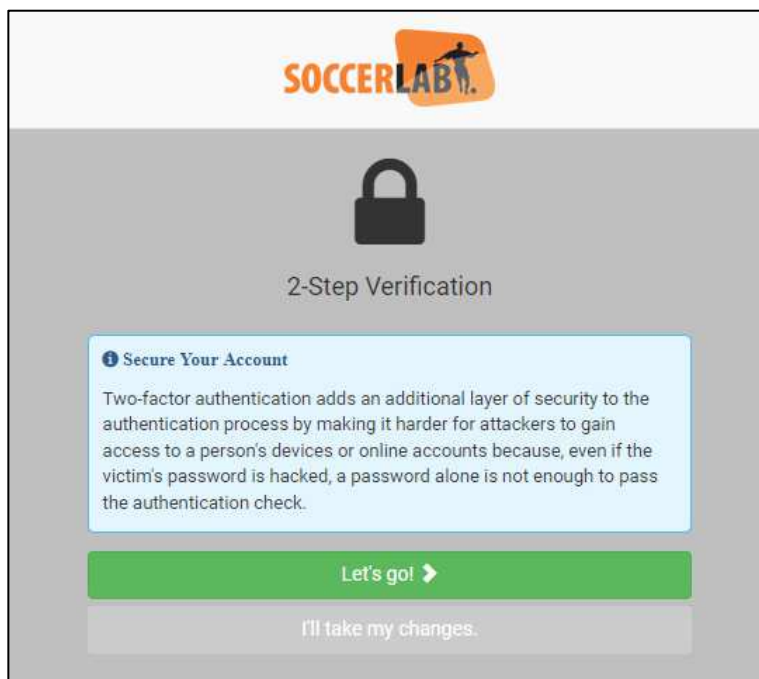 SOCCERLAB
2-Step Verification
Secure Your Account
Two-factor authentication adds an additional layer of security to the
authentication process by making it harder for attackers to gain
access to a person's devices or online accounts because, even if the
victim's password is hacked, a password alone is not enough to pass
the authentication check.
Let's go!
I'll take my changes.